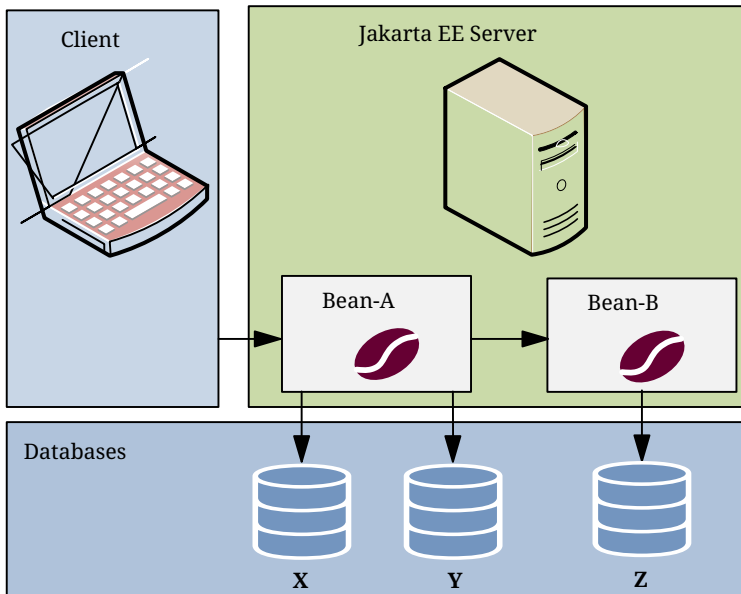 Client
Jakarta EE Server
Bean-A
Bean-B
Databases
X
Y
Z